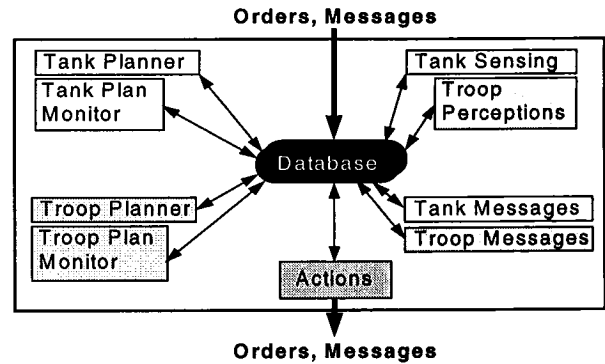 Orders, Messages
Tank Planner
Tank Plan
Monitor
Tank Sensing
Troop
Perceptions
Database
Troop Planner
Troop Plan
Monitor
Tank Messages
Troop Messages
Actions
Orders, Messages